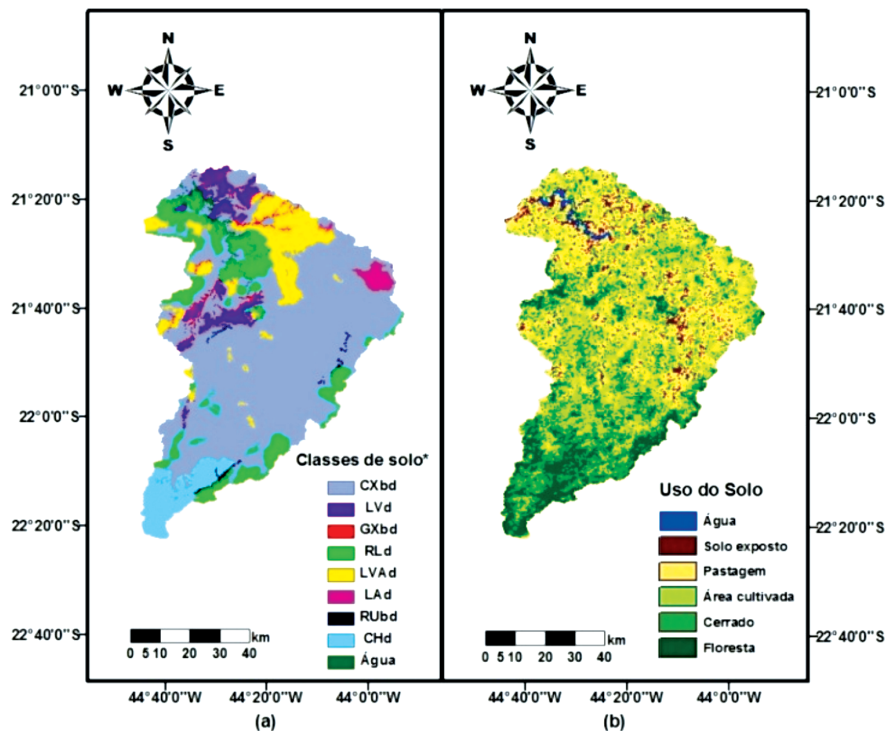 N
W E
S
21°0'0"S
21°20'0"S
21°40'0"S
22°0'0"S
22°20'0"S
22°40'0"S
Classes de solo*
CXbd
LVd
GXbd
RLd
LVAd
LAd
RUbd
CHd
Água
km
0 5 10 20 30 40
44°40'0"W 44°20'0"W 44°0'0"W
(a)
N
W E
S
21°0'0"S
21°20'0"S
21°40'0"S
22°0'0"S
22°20'0"S
22°40'0"S
Uso do Solo
Água
Solo exposto
Pastagem
Área cultivada
Cerrado
Floresta
km
0 5 10 20 30 40
44°40'0"W 44°20'0"W 44°0'0"W
(b)